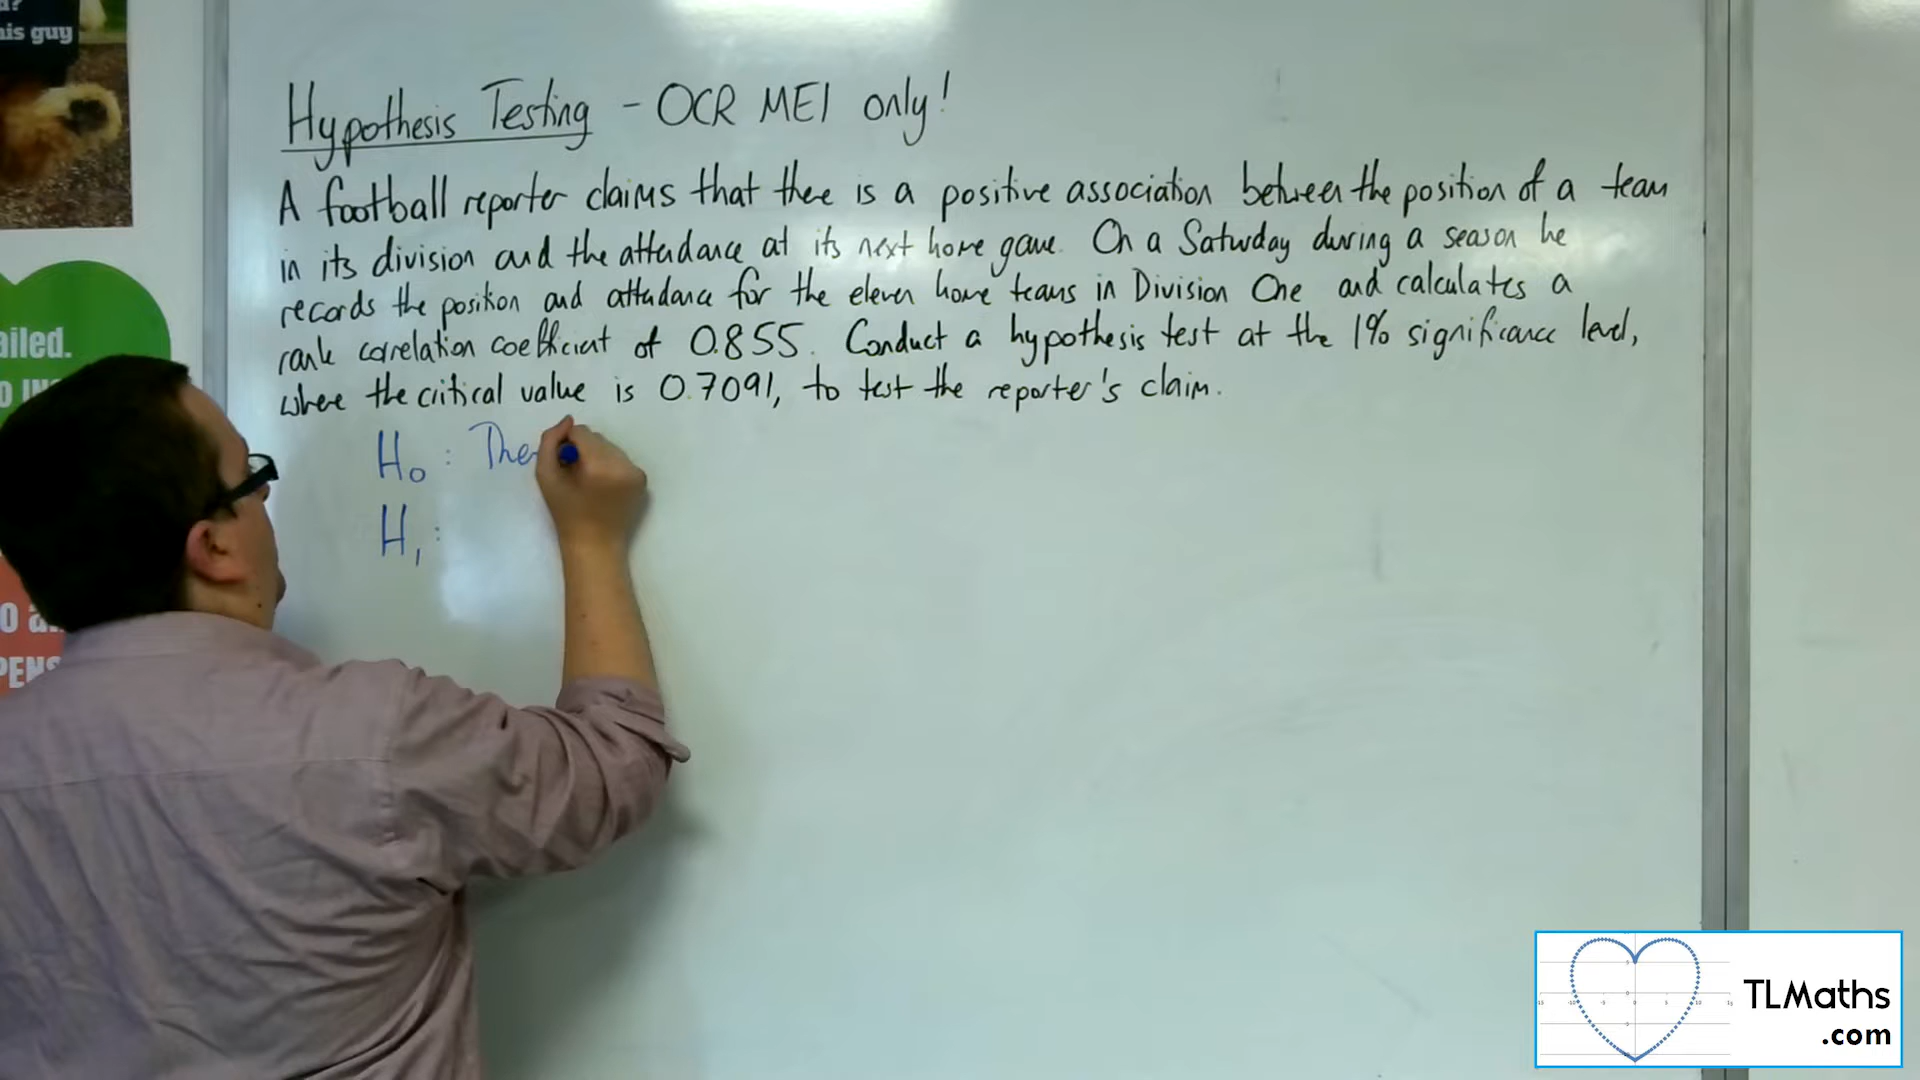 his guy
Hypothesis Testing - OCR MEI only!
A football reporter claims that there is a positive association between the position of a team
in its division and the attendance at its next home game. On a Saturday during a season he
records the position and attendance for the eleven home teams in Division One and calculates a
rank correlation coefficient of 0.855. Conduct a hypothesis test at the 1% significance level,
where the critical value is 0.7091, to test the reporter's claim.
H₀ : The
H₁ :
ailed.
TLMaths
.com